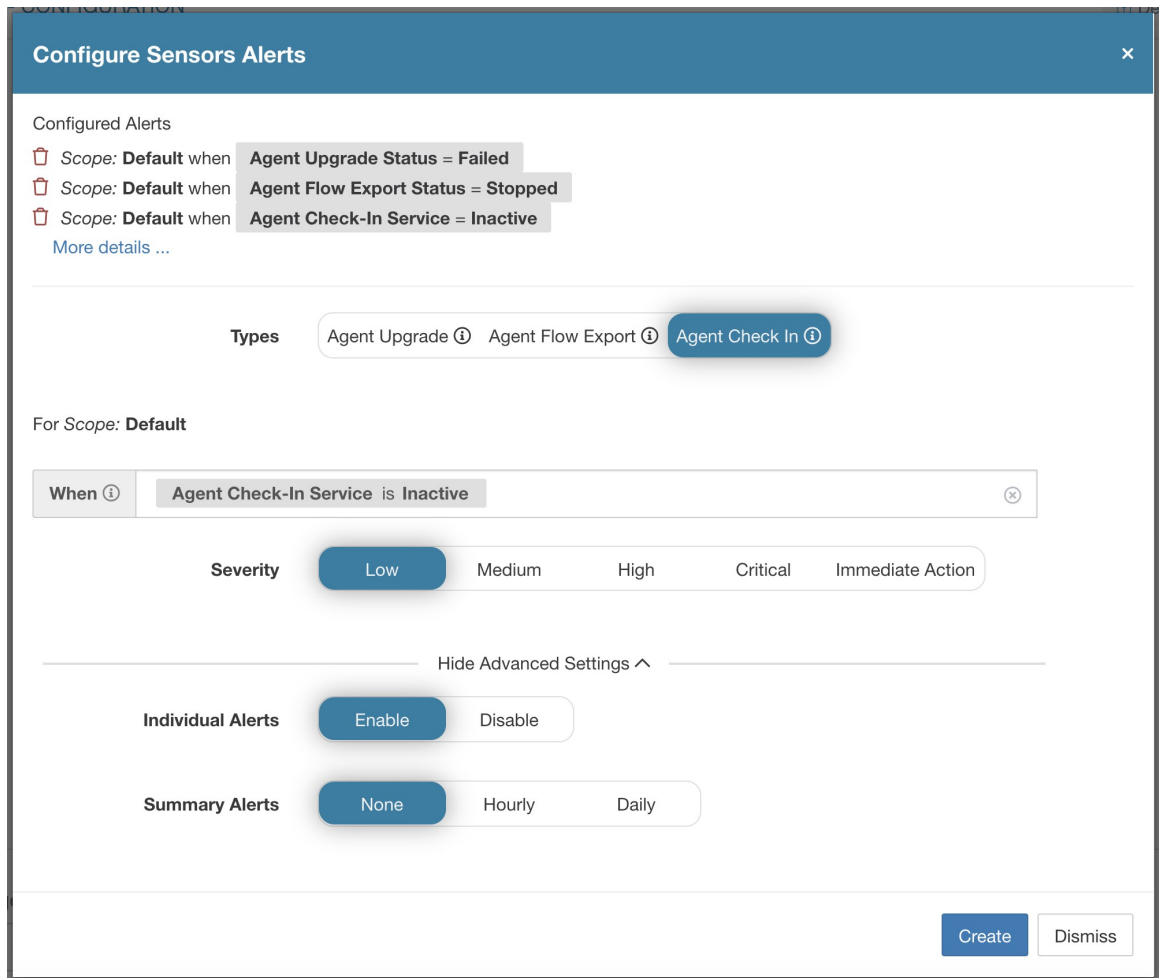 CONFIGURATION
Configure Sensors Alerts ×
Configured Alerts
Scope: Default when Agent Upgrade Status = Failed
Scope: Default when Agent Flow Export Status = Stopped
Scope: Default when Agent Check-In Service = Inactive
More details ...
Types Agent Upgrade Agent Flow Export Agent Check In
For Scope: Default
When Agent Check-In Service is Inactive
Severity Low Medium High Critical Immediate Action
Hide Advanced Settings
Individual Alerts Enable Disable
Summary Alerts None Hourly Daily
Create Dismiss